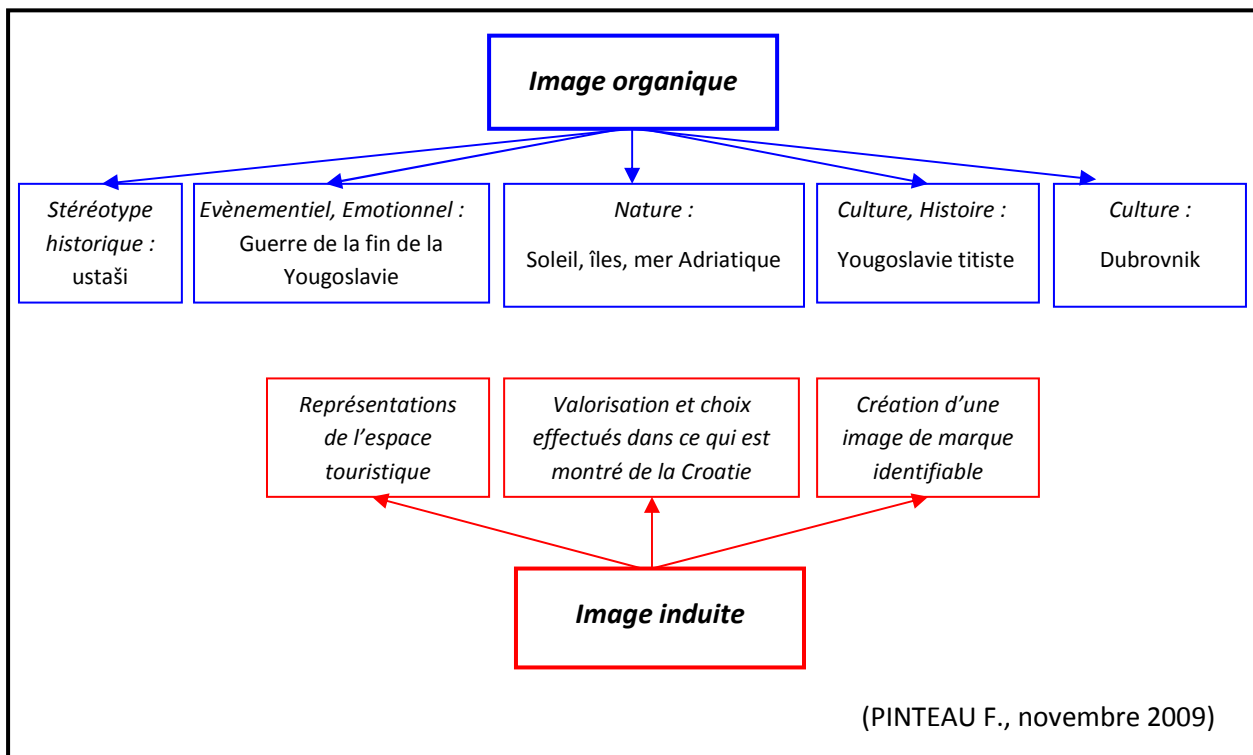 Image organique
Stéréotype
historique :
ustaši
Evènementiel, Emotionnel :
Guerre de la fin de la
Yougoslavie
Nature :
Soleil, îles, mer Adriatique
Culture, Histoire :
Yougoslavie titiste
Culture :
Dubrovnik
Représentations
de l’espace
touristique
Valorisation et choix
effectués dans ce qui est
montré de la Croatie
Création d’une
image de marque
identifiable
Image induite
(PINTEAU F., novembre 2009)